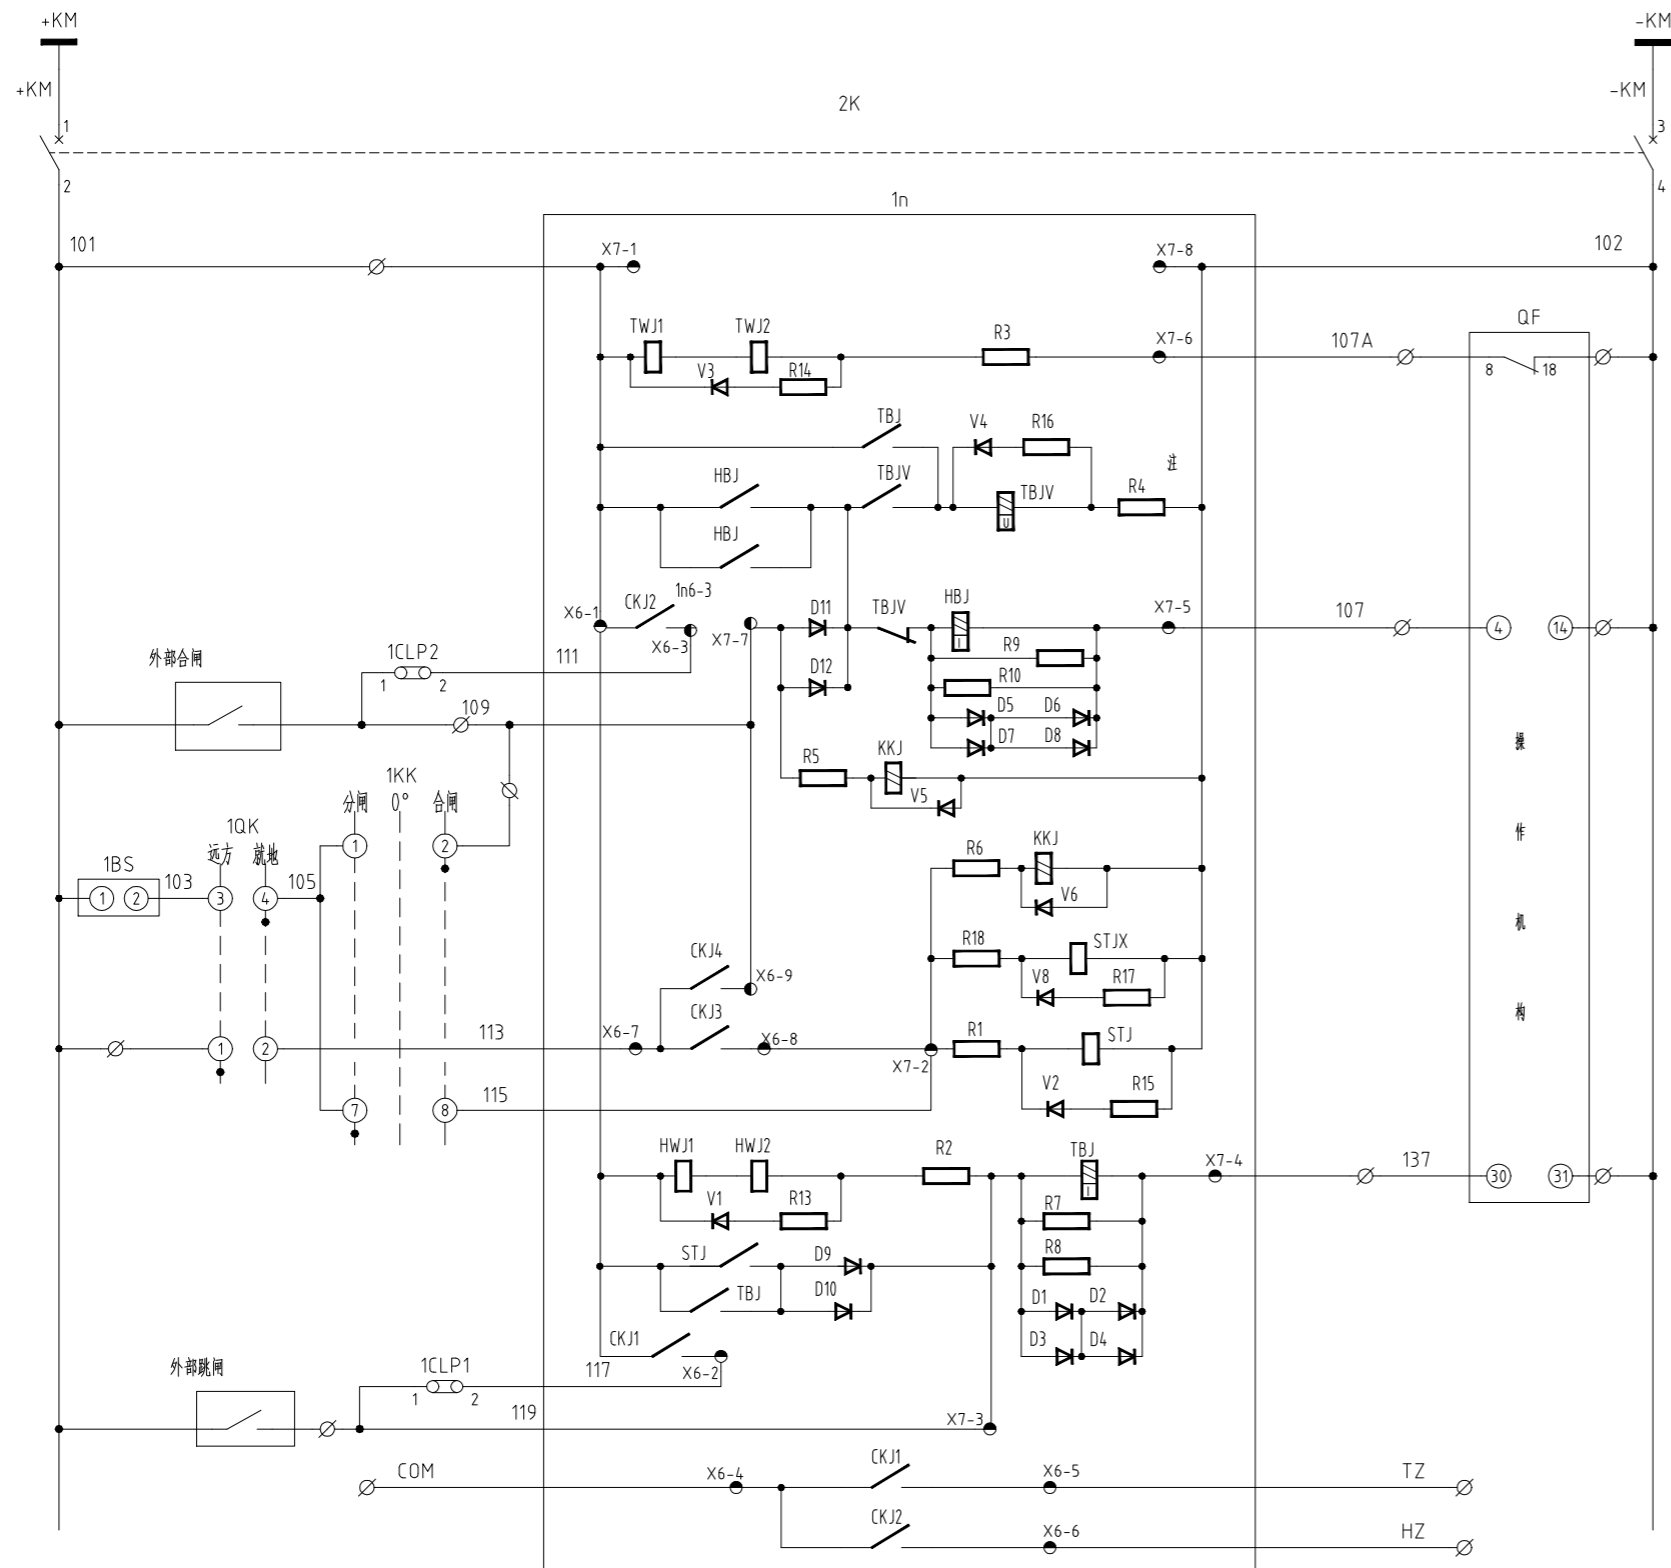 +KM -KM
+KM 2K -KM
1 3
2 4
1n
101 X7-1 X7-8 102
TWJ1 TWJ2 R3 X7-6 107A QF
V3 R14 8 18
TBJ V4 R16
注
HBJ TBJV TBJV R4
U
HBJ
X6-1 CKJ2 1n6-3 D11 TBJV HBJ X7-5 107
I 4 14
X6-3 X7-7 R9
外部合闸 1CLP2 111 D12 R10
1 2
109 D5 D6
D7 D8
操
R5 KKJ
1KK V5
分闸 0° 合闸
1QK 1 2
作
远方 就地 R6 KKJ
1BS 103 105 V6
1 2 3 4
机
CKJ4 X6-9 R18 STJX
V8 R17
构
113 X6-7 CKJ3 X6-8 R1 STJ
1 2 X7-2
V2 R15
115
7 8
HWJ1 HWJ2 R2 TBJ X7-4 137
I 30 31
V1 R13 R7
STJ D9 R8
TBJ D10 D1 D2
CKJ1 D3 D4
外部跳闸 1CLP1 117 X6-2
1 2
119 X7-3
COM X6-4 CKJ1 X6-5 TZ
CKJ2 X6-6 HZ